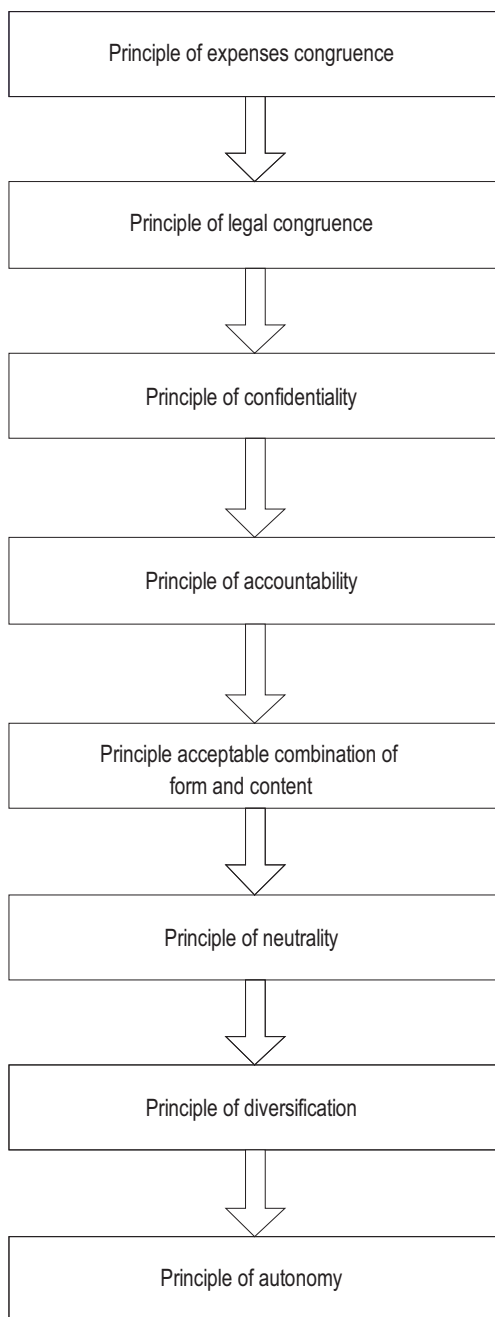 Principle of expenses congruence
Principle of legal congruence
Principle of confidentiality
Principle of accountability
Principle acceptable combination of
form and content
Principle of neutrality
Principle of diversification
Principle of autonomy